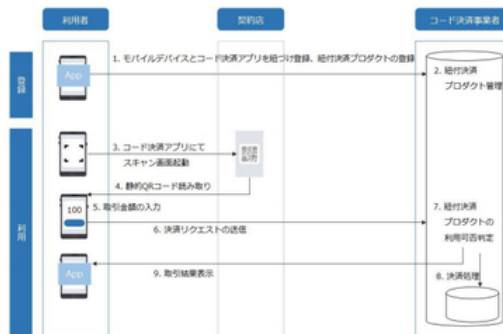 利用者
契約店
コード決済事業者
登録
App
1. モバイルデバイスとコード決済アプリを紐づけ登録、紐付決済プロダクトの登録
2. 紐付決済
プロダクト管理
利用
3. コード決済アプリにて
スキャン画面起動
4. 静的QRコード読み取り
100
5. 取引金額の入力
6. 決済リクエストの送信
7. 紐付決済
プロダクトの
利用可否判定
App
9. 取引結果表示
8. 決済処理